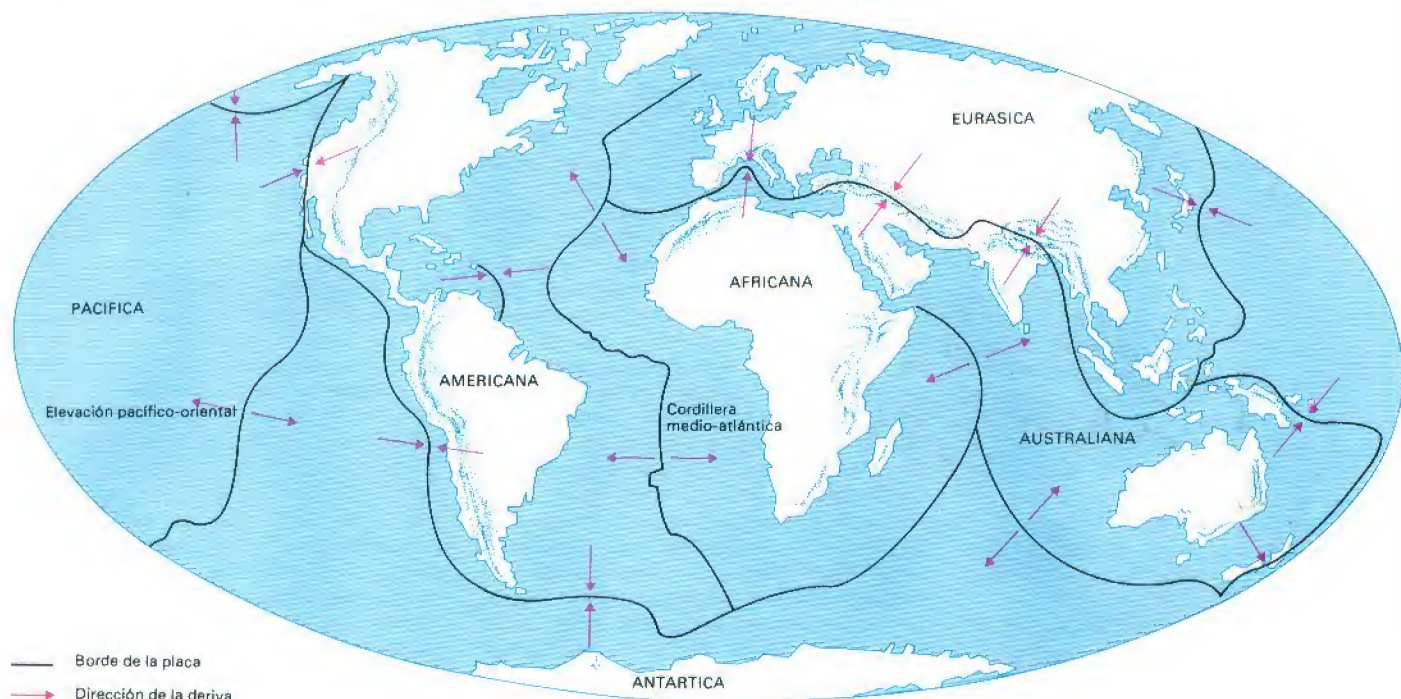 EURASICA
PACIFICA
AFRICANA
AMERICANA
Elevación pacífico-oriental
Cordillera
medio-atlántica
AUSTRALIANA
Borde de la placa
Dirección de la deriva
ANTARTICA